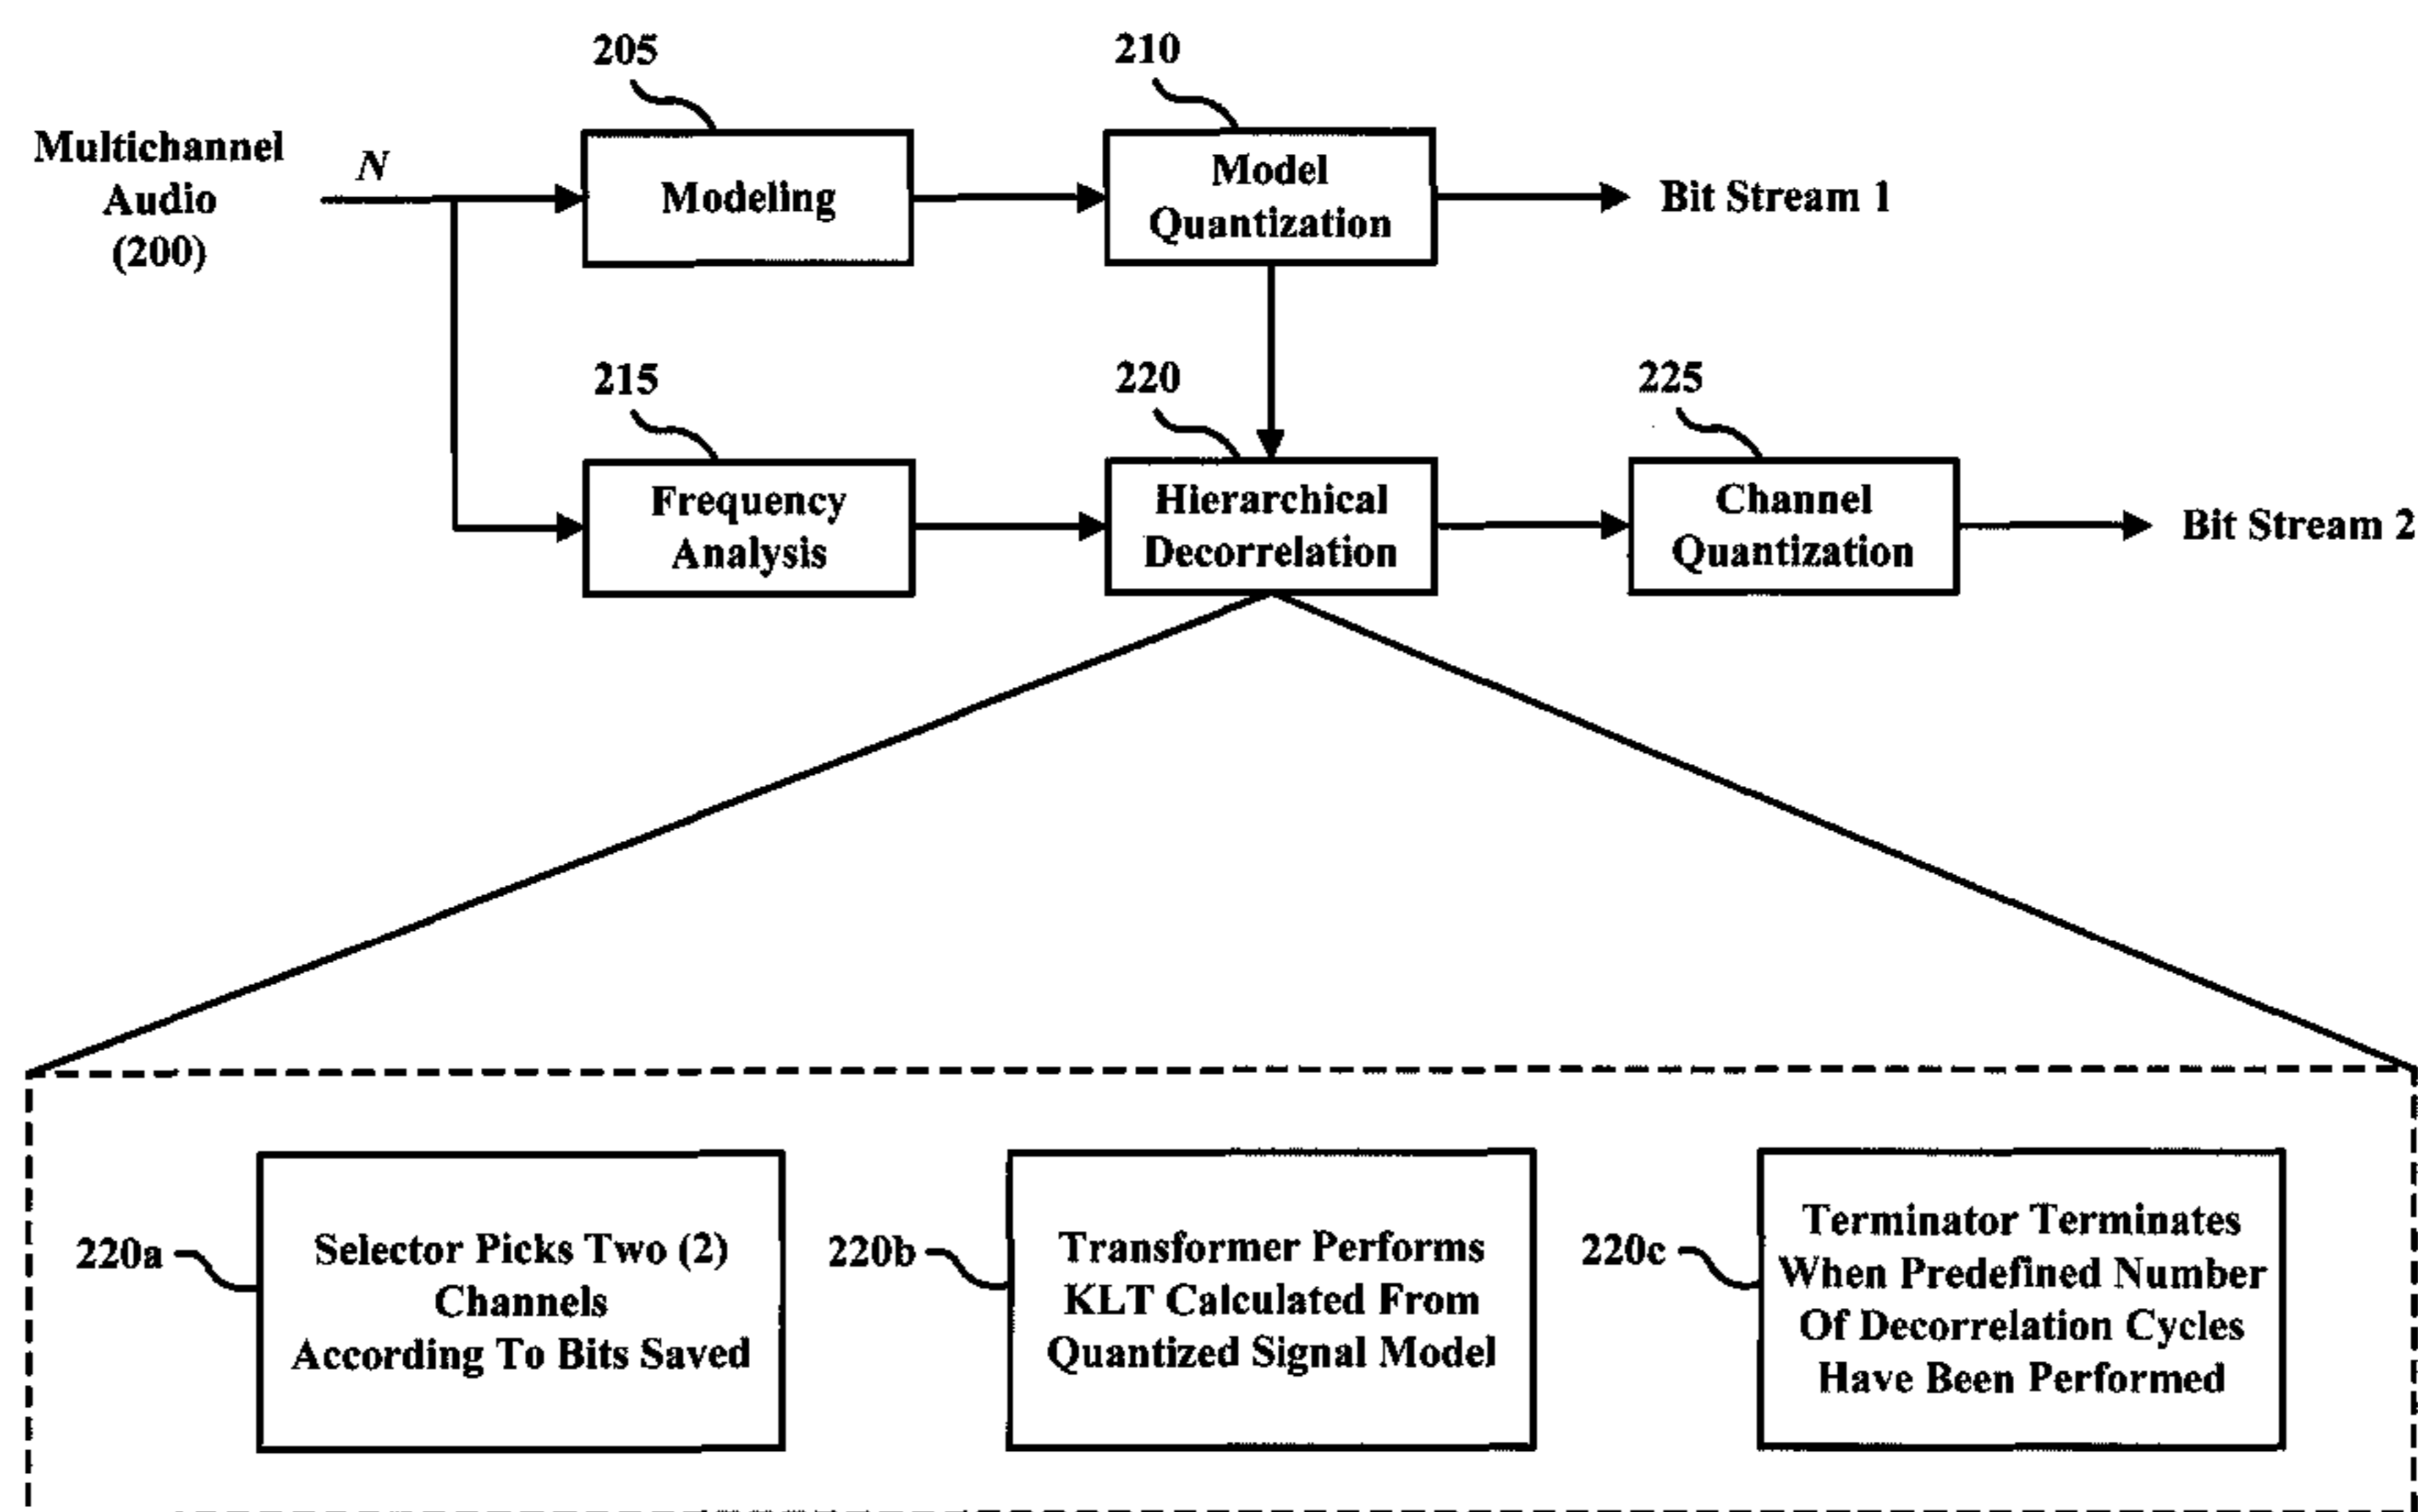 205
210
Multichannel
Audio
(200)
N
Modeling
Model
Quantization
Bit Stream 1
215
220
225
Frequency
Analysis
Hierarchical
Decorrelation
Channel
Quantization
Bit Stream 2
220a
Selector Picks Two (2)
Channels
According To Bits Saved
220b
Transformer Performs
KLT Calculated From
Quantized Signal Model
220c
Terminator Terminates
When Predefined Number
Of Decorrelation Cycles
Have Been Performed